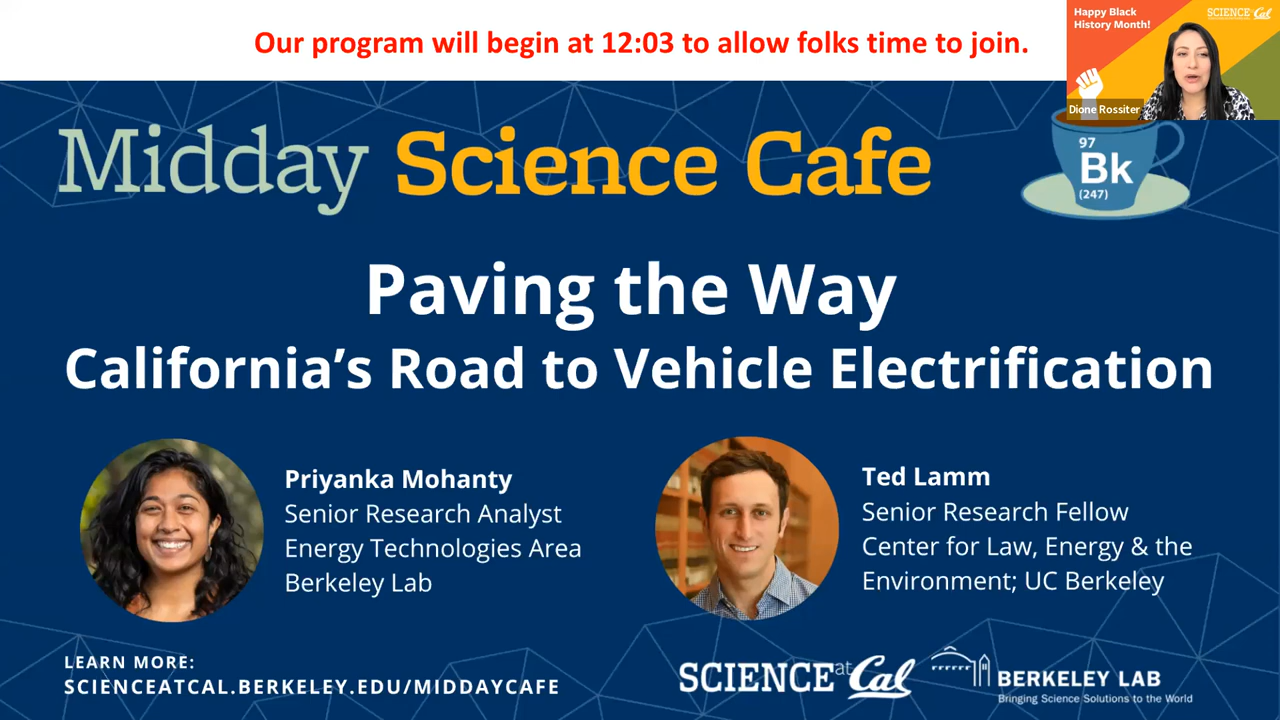 Our program will begin at 12:03 to allow folks time to join.
Happy Black
History Month!
SCIENCE at Cal
Dione Rossiter
Midday Science Cafe
97
Bk
(247)
Paving the Way
California's Road to Vehicle Electrification
Priyanka Mohanty
Senior Research Analyst
Energy Technologies Area
Berkeley Lab
Ted Lamm
Senior Research Fellow
Center for Law, Energy & the
Environment; UC Berkeley
LEARN MORE:
SCIENCEATCAL.BERKELEY.EDU/MIDDAYCAFE
SCIENCE at Cal
BERKELEY LAB
Bringing Science Solutions to the World